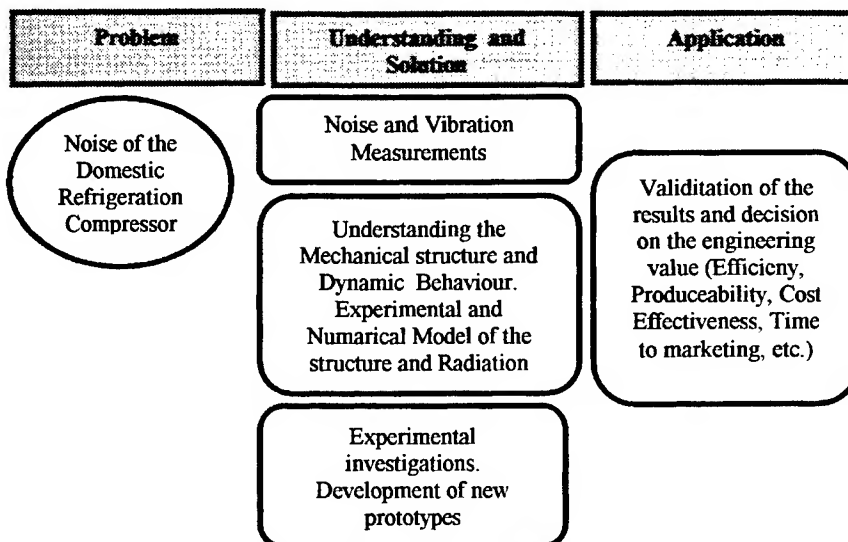 Problem
Understanding and
Solution
Application
Noise of the
Domestic
Refrigeration
Compressor
Noise and Vibration
Measurements
Understanding the
Mechanical structure and
Dynamic Behaviour.
Experimental and
Numarical Model of the
structure and Radiation
Experimental
investigations.
Development of new
prototypes
Validitation of the
results and decision
on the engineering
value (Efficieny,
Produceability, Cost
Effectiveness, Time
to marketing, etc.)